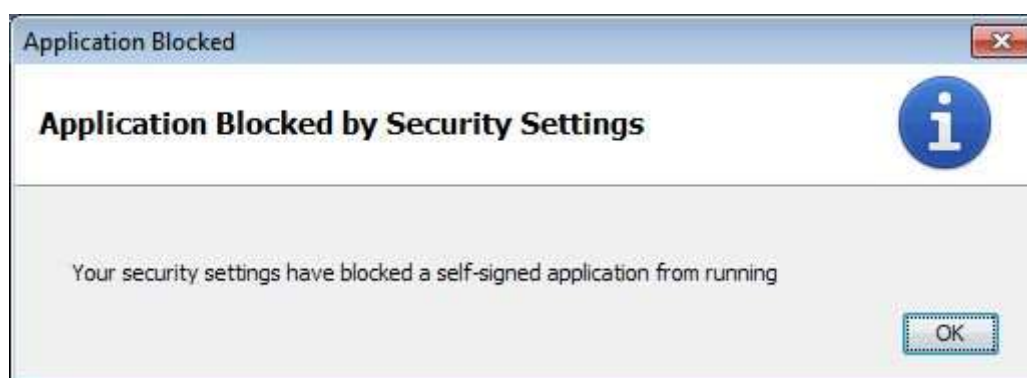 Application Blocked
Application Blocked by Security Settings
Your security settings have blocked a self-signed application from running
OK